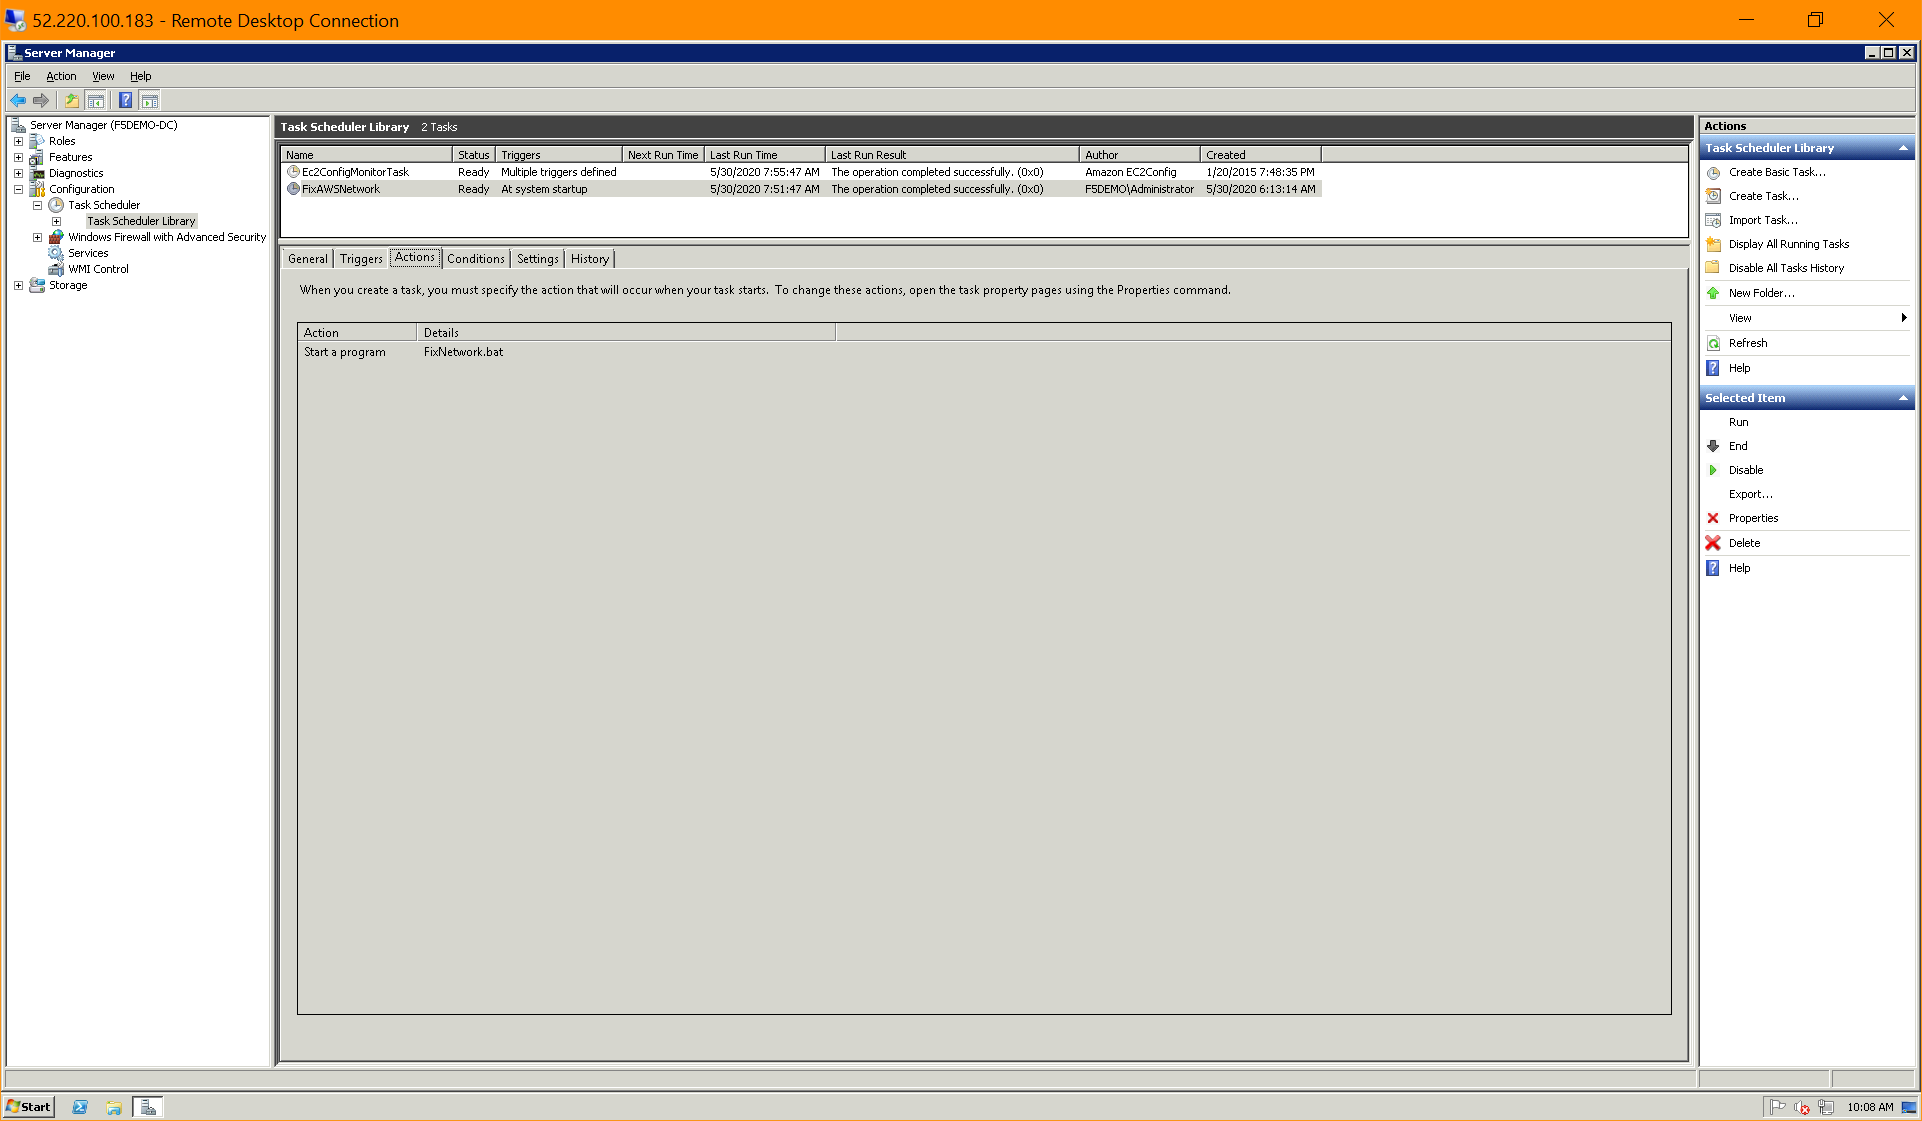 52.220.100.183 - Remote Desktop Connection
Server Manager
File Action View Help
Server Manager (F5DEMO-DC)
Roles
Features
Diagnostics
Configuration
Task Scheduler
Task Scheduler Library
Windows Firewall with Advanced Security
Services
WMI Control
Storage
Task Scheduler Library 2 Tasks
Name Status Triggers Next Run Time Last Run Time Last Run Result Author Created
Ec2ConfigMonitorTask Ready Multiple triggers defined 5/30/2020 7:55:47 AM The operation completed successfully. (0x0) Amazon EC2Config 1/20/2015 7:48:35 PM
FixAWSNetwork Ready At system startup 5/30/2020 7:51:47 AM The operation completed successfully. (0x0) F5DEMO\Administrator 5/30/2020 6:13:14 AM
General Triggers Actions Conditions Settings History
When you create a task, you must specify the action that will occur when your task starts. To change these actions, open the task property pages using the Properties command.
Action Details
Start a program FixNetwork.bat
Actions
Task Scheduler Library
Create Basic Task...
Create Task...
Import Task...
Display All Running Tasks
Disable All Tasks History
New Folder...
View
Refresh
Help
Selected Item
Run
End
Disable
Export...
Properties
Delete
Help
Start
10:08 AM